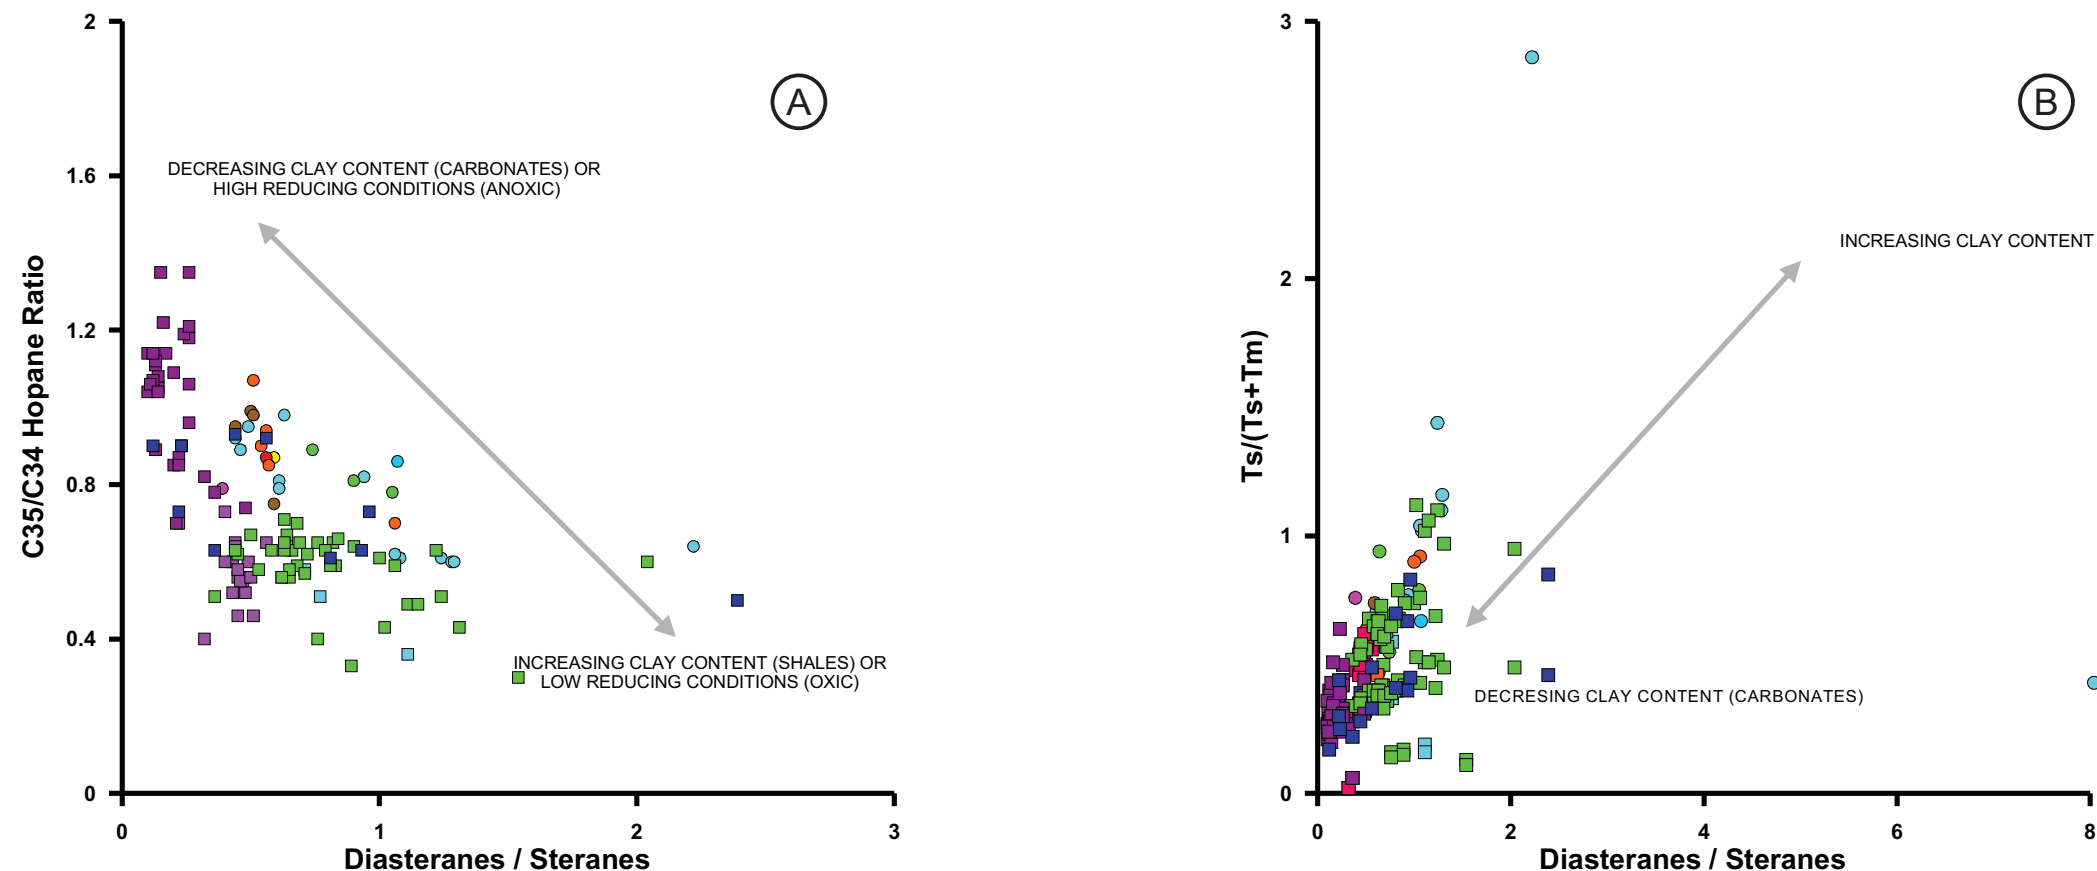 2
1.6
1.2
0.8
0.4
0
C35/C34 Hopane Ratio
A
DECREASING CLAY CONTENT (CARBONATES) OR
HIGH REDUCING CONDITIONS (ANOXIC)
INCREASING CLAY CONTENT (SHALES) OR
LOW REDUCING CONDITIONS (OXIC)
0
1
2
3
Diasteranes / Steranes
3
2
1
0
Ts/(Ts+Tm)
B
INCREASING CLAY CONTENT
DECRESING CLAY CONTENT (CARBONATES)
0
2
4
6
8
Diasteranes / Steranes